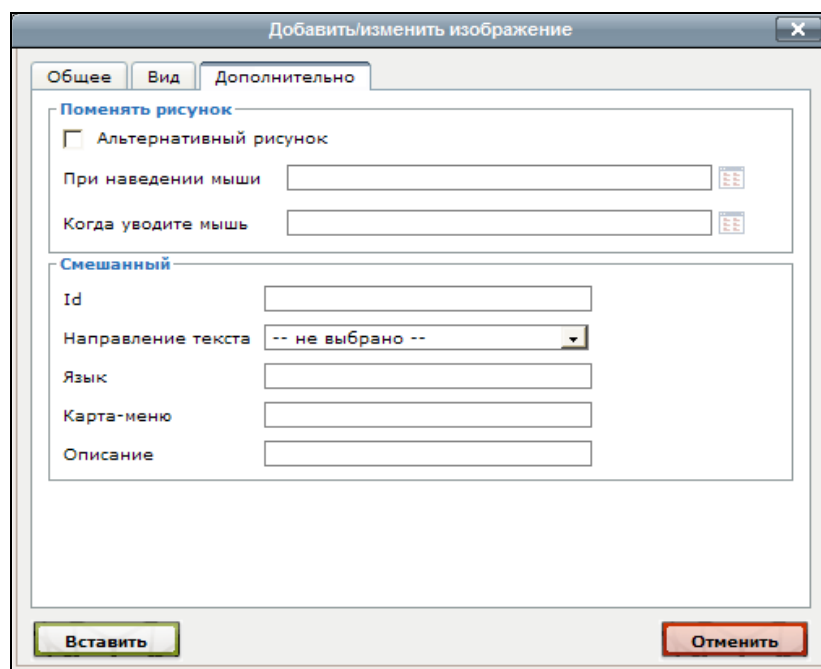 Добавить/изменить изображение
Общее Вид Дополнительно
Поменять рисунок
Альтернативный рисунок
При наведении мыши
Когда уводите мышь
Смешанный
Id
Направление текста -- не выбрано --
Язык
Карта-меню
Описание
Вставить Отменить